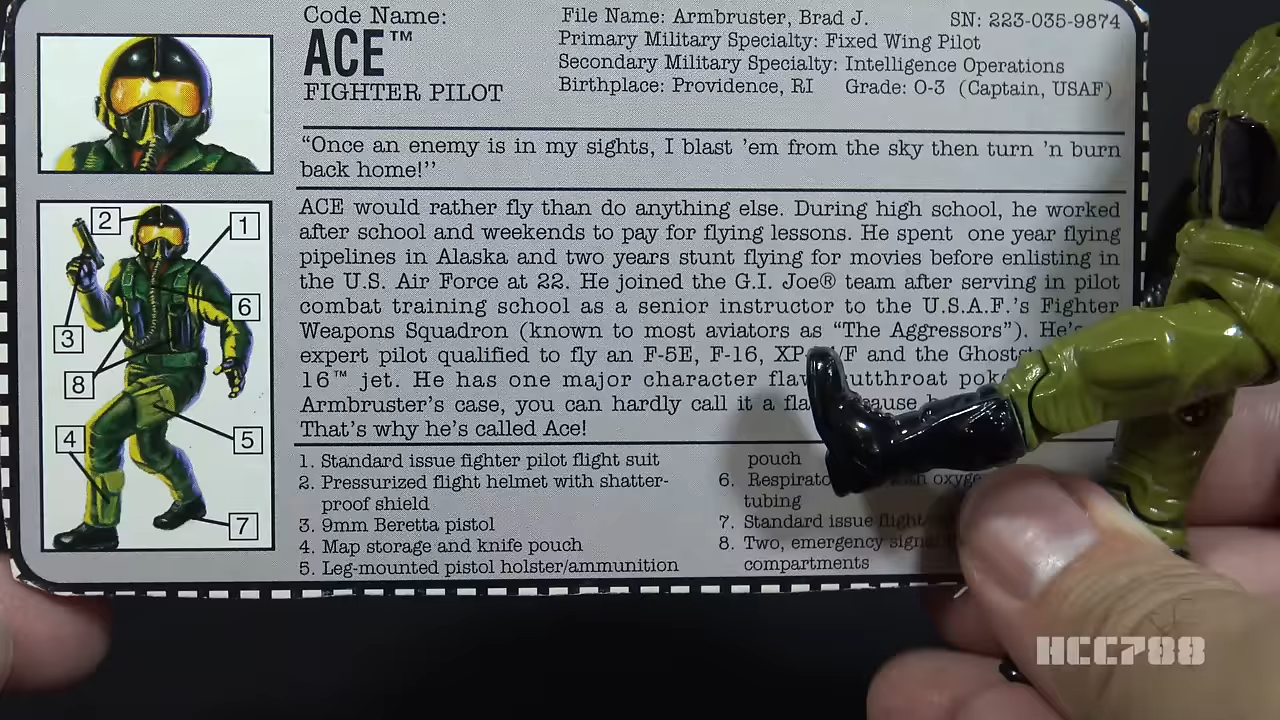 Code Name:
ACE™
FIGHTER PILOT
File Name: Armbruster, Brad J. SN: 223-035-9874
Primary Military Specialty: Fixed Wing Pilot
Secondary Military Specialty: Intelligence Operations
Birthplace: Providence, RI Grade: O-3 (Captain, USAF)
“Once an enemy is in my sights, I blast ’em from the sky then turn ’n burn
back home!’’
ACE would rather fly than do anything else. During high school, he worked
after school and weekends to pay for flying lessons. He spent one year flying
pipelines in Alaska and two years stunt flying for movies before enlisting in
the U.S. Air Force at 22. He joined the G.I. Joe® team after serving in pilot
combat training school as a senior instructor to the U.S.A.F.’s Fighter
Weapons Squadron (known to most aviators as “The Aggressors”). He’s
expert pilot qualified to fly an F-5E, F-16, and the
16™ jet. He has one major character
Armbruster’s case, you can hardly call it a
That’s why he’s called Ace!
2
1
6
3
8
4
5
7
1. Standard issue fighter pilot flight suit
2. Pressurized flight helmet with shatter-
proof shield
3. 9mm Beretta pistol
4. Map storage and knife pouch
5. Leg-mounted pistol holster/ammunition
pouch
6. oxygen
tubing
7. Standard issue flight
8. Two, emergency signal
compartments
HCC788